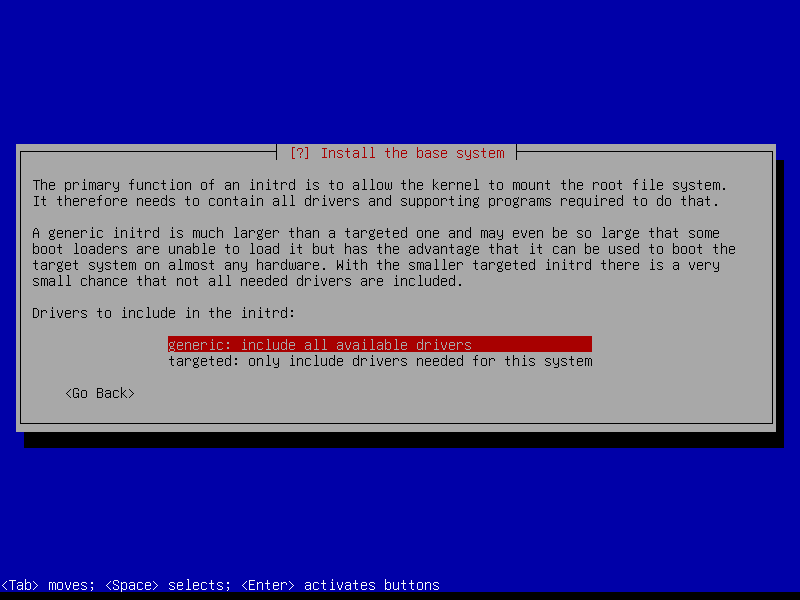 [?] Install the base system
The primary function of an initrd is to allow the kernel to mount the root file system.
It therefore needs to contain all drivers and supporting programs required to do that.
A generic initrd is much larger than a targeted one and may even be so large that some
boot loaders are unable to load it but has the advantage that it can be used to boot the
target system on almost any hardware. With the smaller targeted initrd there is a very
small chance that not all needed drivers are included.
Drivers to include in the initrd:
generic: include all available drivers
targeted: only include drivers needed for this system
<Go Back>
<Tab> moves; <Space> selects; <Enter> activates buttons